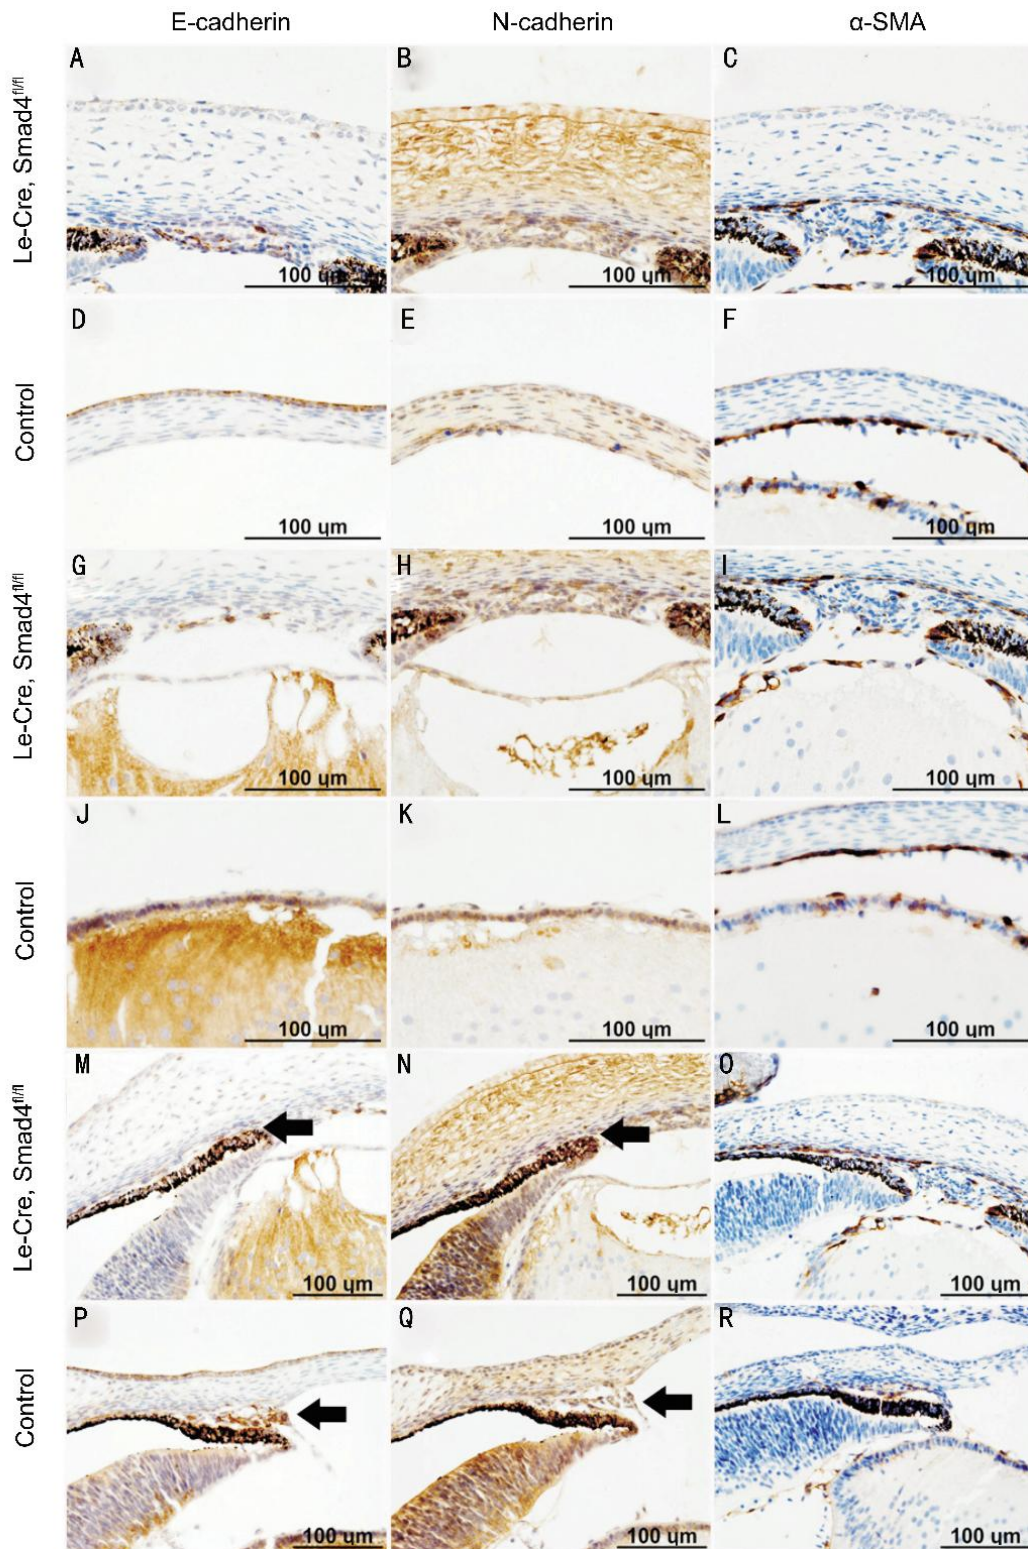 E-cadherin N-cadherin α-SMA
Le-Cre, Smad4fl/fl
A B C
100 μm 100 μm 100 μm
Control
D E F
100 μm 100 μm 100 μm
Le-Cre, Smad4fl/fl
G H I
100 μm 100 μm 100 μm
Control
J K L
100 μm 100 μm 100 μm
Le-Cre, Smad4fl/fl
M N O
100 μm 100 μm 100 μm
Control
P Q R
100 μm 100 μm 100 μm